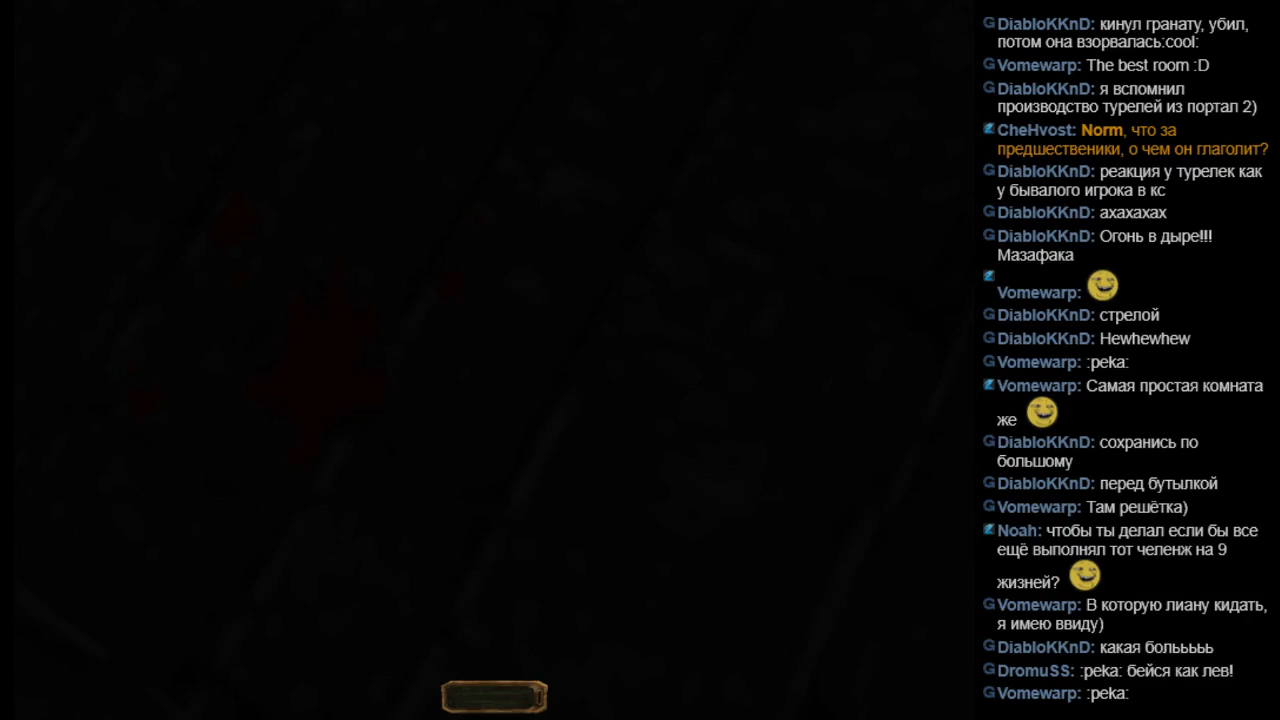 DiabloKKnD: кинул гранату, убил,
потом она взорвалась:cool:
Vomewarp: The best room :D
DiabloKKnD: я вспомнил
производство турелей из портал 2)
CheHvost: Norm, что за
предшественики, о чем он глаголит?
DiabloKKnD: реакция у турелек как
у бывалого игрока в кс
DiabloKKnD: ахахахах
DiabloKKnD: Огонь в дыре!!!
Мазафака
Vomewarp:
DiabloKKnD: стрелой
DiabloKKnD: Hewhewhew
Vomewarp: :peka:
Vomewarp: Самая простая комната
же
DiabloKKnD: сохранись по
большому
DiabloKKnD: перед бутылкой
Vomewarp: Там решётка)
Noah: чтобы ты делал если бы все
ещё выполнял тот челенж на 9
жизней?
Vomewarp: В которую лиану кидать,
я имею ввиду)
DiabloKKnD: какая болььььь
DromuSS: :peka: бейся как лев!
Vomewarp: :peka: